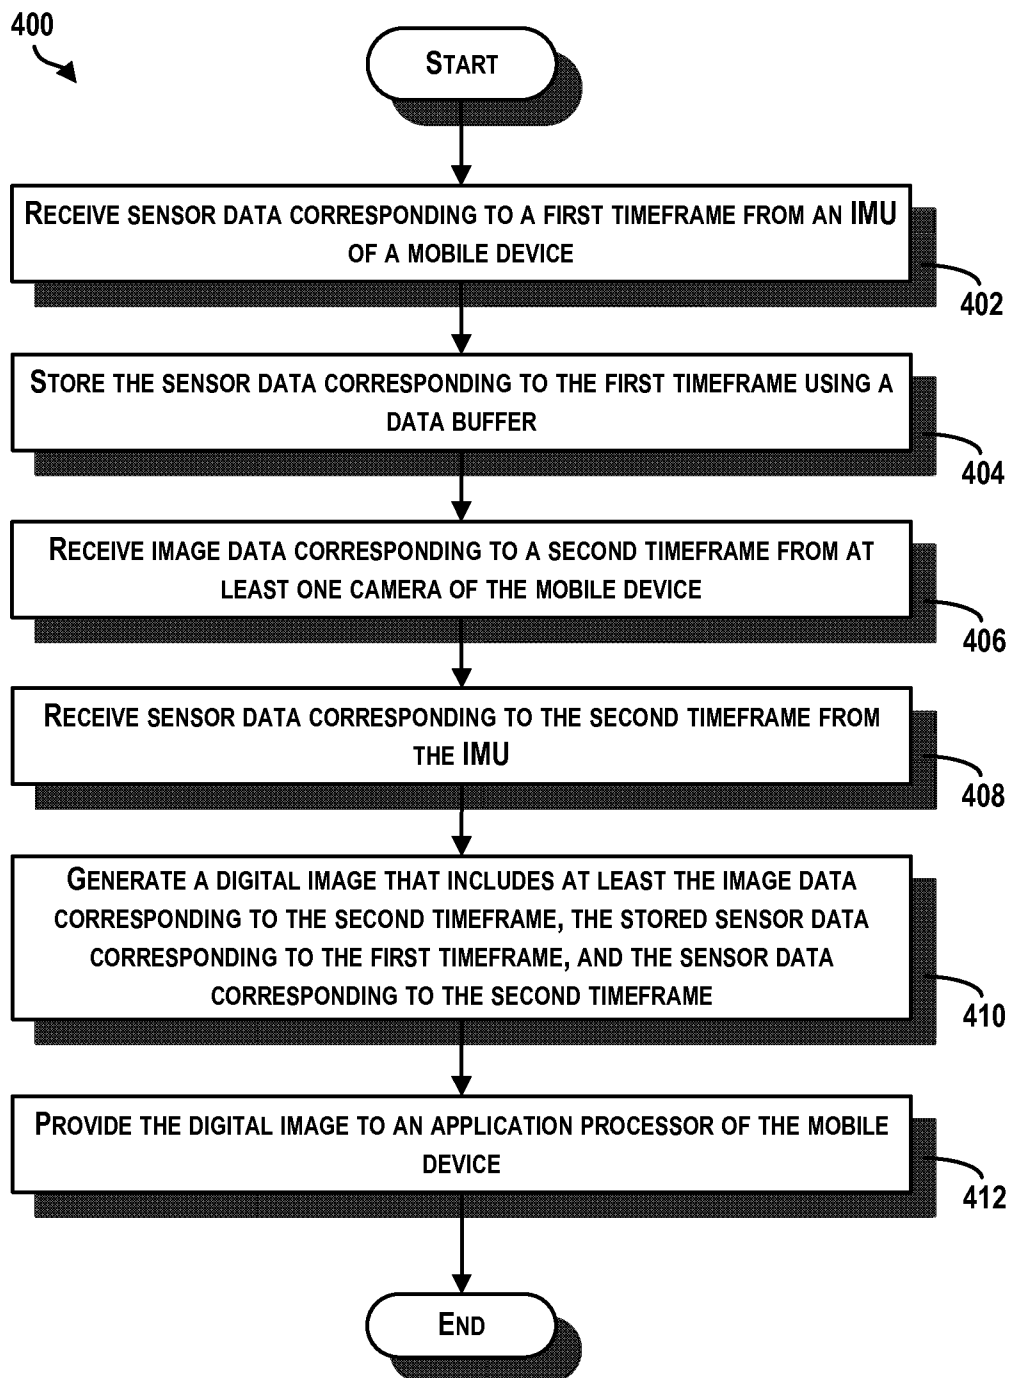 400
START
RECEIVE SENSOR DATA CORRESPONDING TO A FIRST TIMEFRAME FROM AN IMU
OF A MOBILE DEVICE
402
STORE THE SENSOR DATA CORRESPONDING TO THE FIRST TIMEFRAME USING A
DATA BUFFER
404
RECEIVE IMAGE DATA CORRESPONDING TO A SECOND TIMEFRAME FROM AT
LEAST ONE CAMERA OF THE MOBILE DEVICE
406
RECEIVE SENSOR DATA CORRESPONDING TO THE SECOND TIMEFRAME FROM
THE IMU
408
GENERATE A DIGITAL IMAGE THAT INCLUDES AT LEAST THE IMAGE DATA
CORRESPONDING TO THE SECOND TIMEFRAME, THE STORED SENSOR DATA
CORRESPONDING TO THE FIRST TIMEFRAME, AND THE SENSOR DATA
CORRESPONDING TO THE SECOND TIMEFRAME
410
PROVIDE THE DIGITAL IMAGE TO AN APPLICATION PROCESSOR OF THE MOBILE
DEVICE
412
END